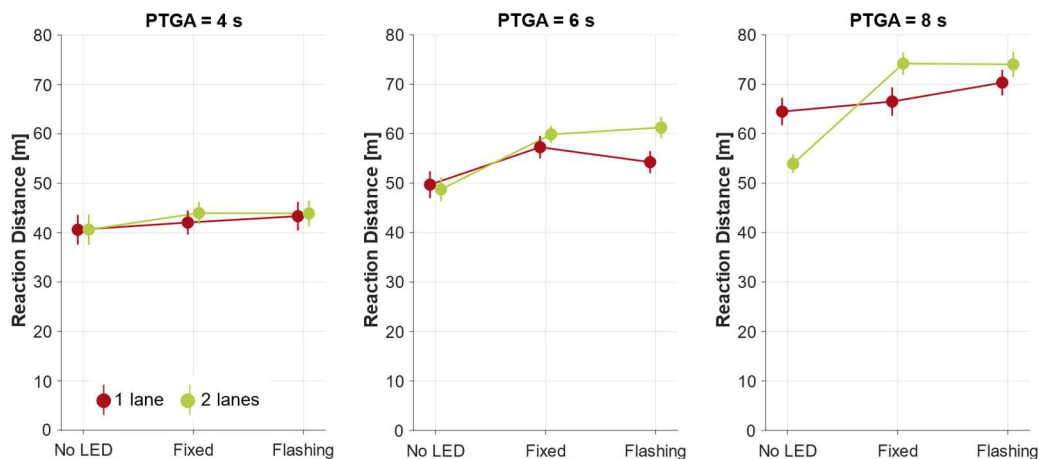 PTGA = 4 s
Reaction Distance [m]
80
70
60
50
40
30
20
10
0
No LED Fixed Flashing
1 lane 2 lanes
PTGA = 6 s
Reaction Distance [m]
80
70
60
50
40
30
20
10
0
No LED Fixed Flashing
PTGA = 8 s
Reaction Distance [m]
80
70
60
50
40
30
20
10
0
No LED Fixed Flashing